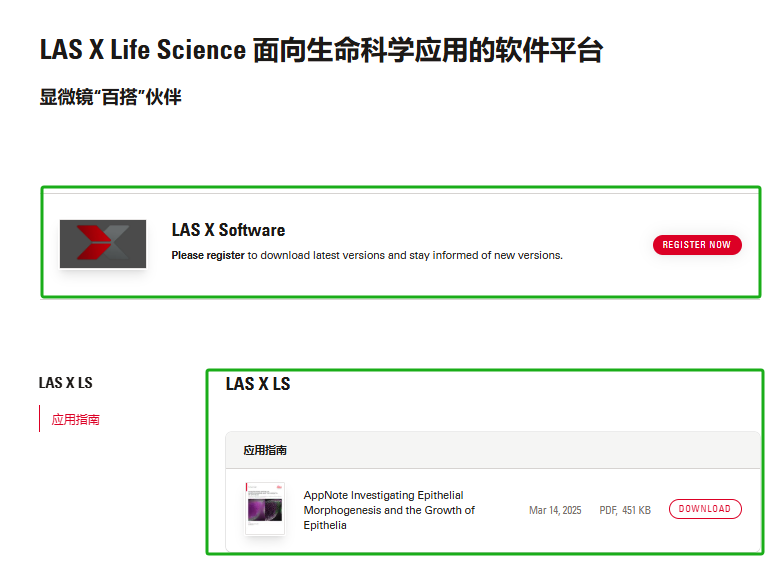 LAS X Life Science 面向生命科学应用的软件平台
显微镜“百搭”伙伴
LAS X Software
Please register to download latest versions and stay informed of new versions.
REGISTER NOW
LAS X LS
应用指南
LAS X LS
应用指南
AppNote Investigating Epithelial
Morphogenesis and the Growth of
Epithelia
Mar 14, 2025
PDF, 451 KB
DOWNLOAD